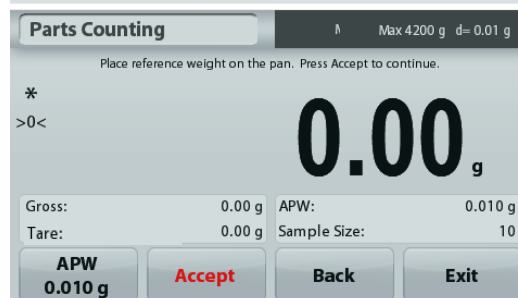 Parts Counting
Max 4200 g d= 0.01 g
Place reference weight on the pan. Press Accept to continue.
*
>0<
0.00 g
Gross: 0.00 g APW: 0.010 g
Tare: 0.00 g Sample Size: 10
APW
0.010 g
Accept
Back
Exit